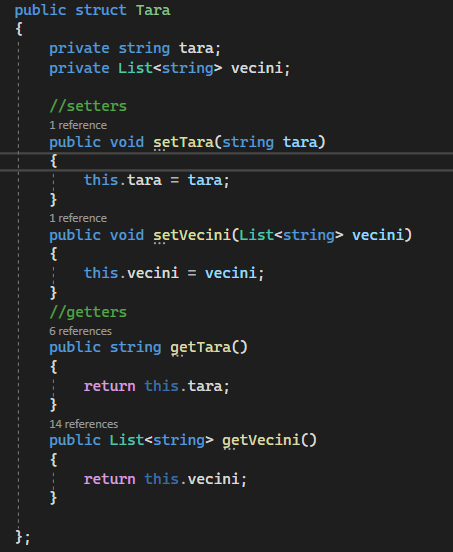 public struct Tara
{
private string tara;
private List<string> vecini;
//setters
1 reference
public void setTara(string tara)
{
this.tara = tara;
}
1 reference
public void setVecini(List<string> vecini)
{
this.vecini = vecini;
}
//getters
6 references
public string getTara()
{
return this.tara;
}
14 references
public List<string> getVecini()
{
return this.vecini;
}
};